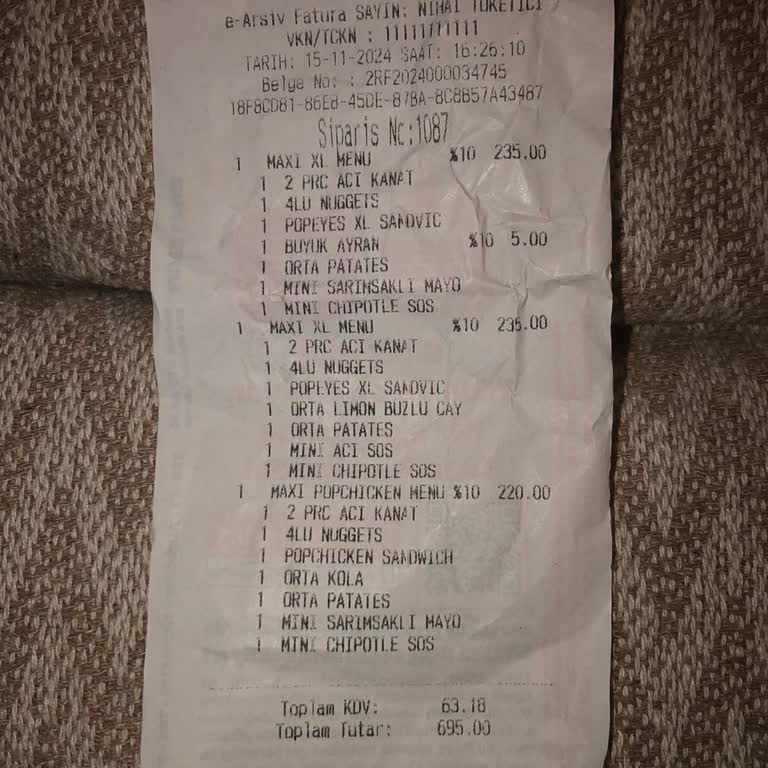 e-Arsiv Fatura SAYIN: NIHAI TUKETICI
VKN/TCKN : 11111111111
TARIH: 15-11-2024 SAAT: 16:26:10
Belge No: : 2RF2024000034745
18F8CD81-86E8-45DE-87BA-8C8B57A43487
Siparis No:1087
1 MAXI XL MENU %10 235.00
1 2 PRC ACI KANAT
1 4LU NUGGETS
1 POPEYES XL SANDVIC
1 BUYUK AYRAN %10 5.00
1 ORTA PATATES
1 MINI SARIMSAKLI MAYO
1 MINI CHIPOTLE SOS
1 MAXI XL MENU %10 235.00
1 2 PRC ACI KANAT
1 4LU NUGGETS
1 POPEYES XL SANDVIC
1 ORTA LIMON BUZLU CAY
1 ORTA PATATES
1 MINI ACI SOS
1 MINI CHIPOTLE SOS
1 MAXI POPCHICKEN MENU %10 220.00
1 2 PRC ACI KANAT
1 4LU NUGGETS
1 POPCHICKEN SANDWICH
1 ORTA KOLA
1 ORTA PATATES
1 MINI SARIMSAKLI MAYO
1 MINI CHIPOTLE SOS
Toplam KDV: 63.18
Toplam Tutar: 695.00